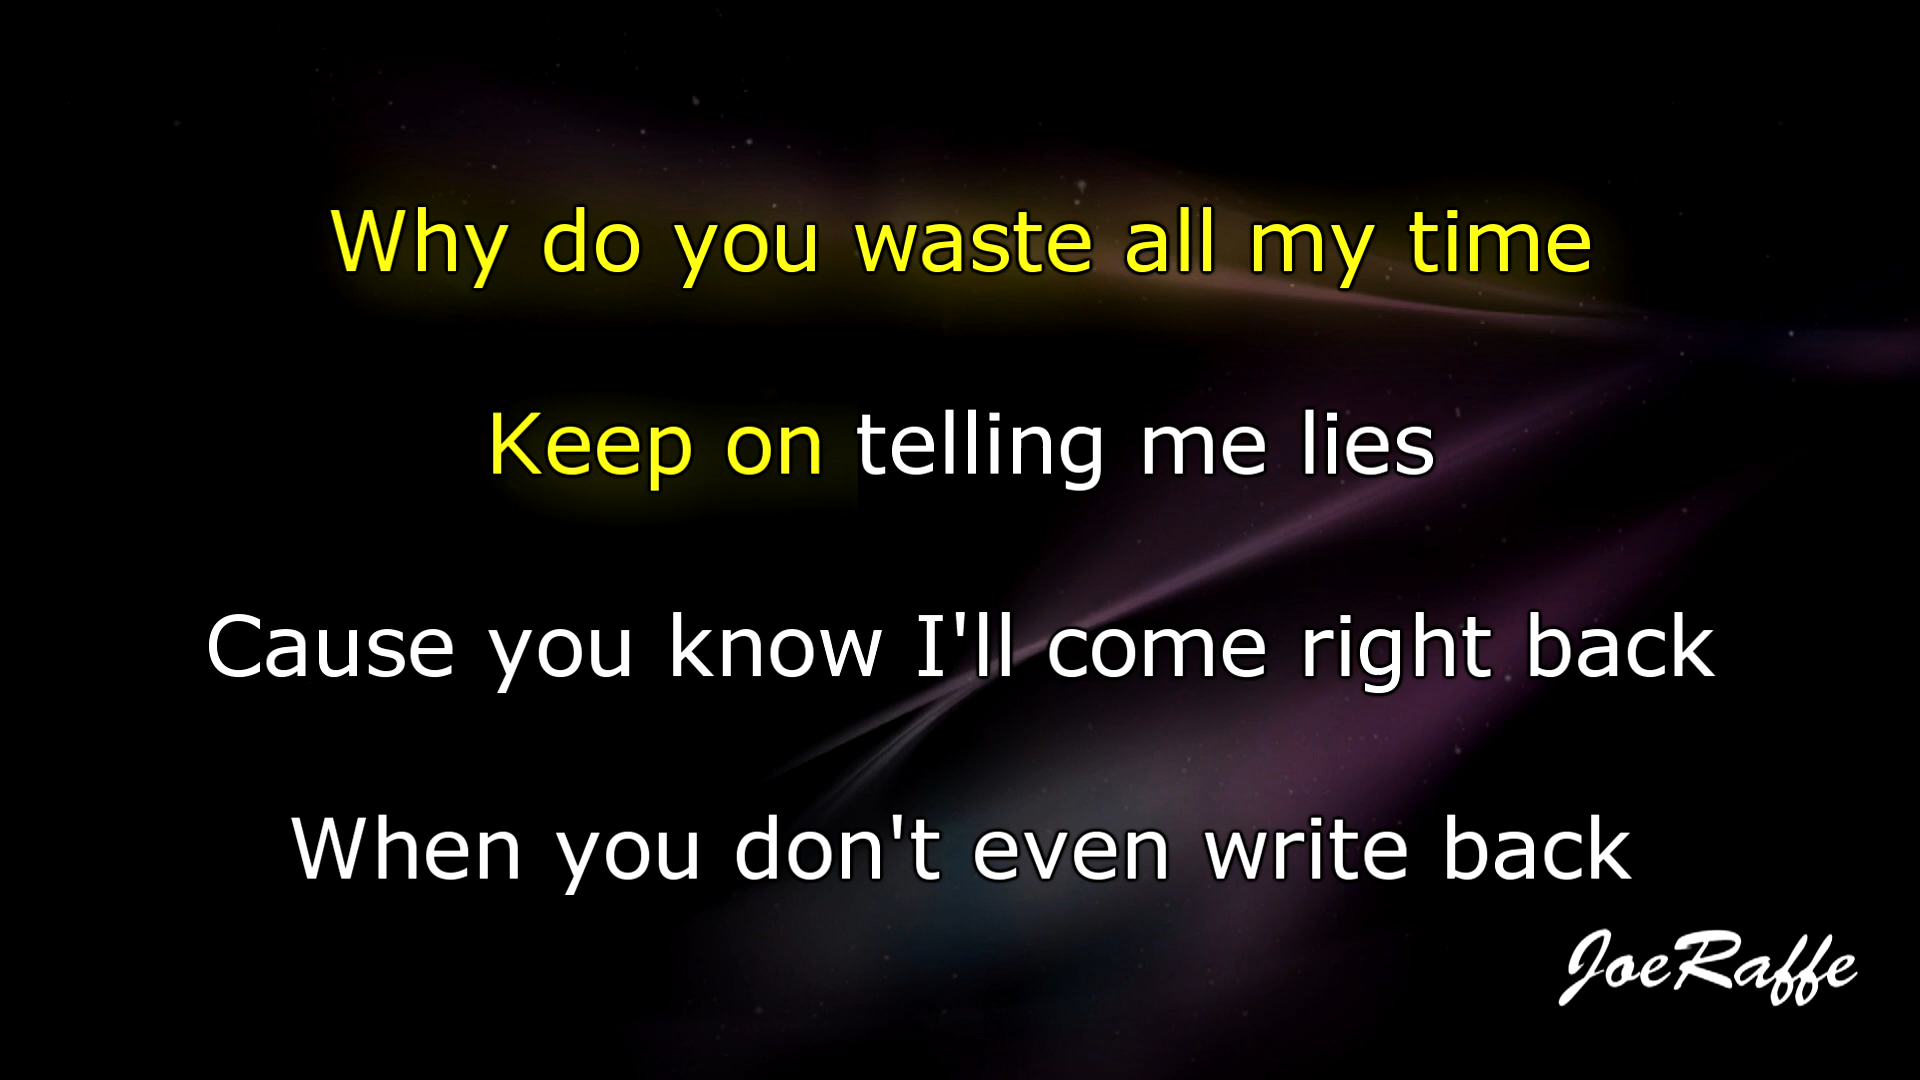 Why do you waste all my time
Keep on telling me lies
Cause you know I'll come right back
When you don't even write back
JoeRaffe